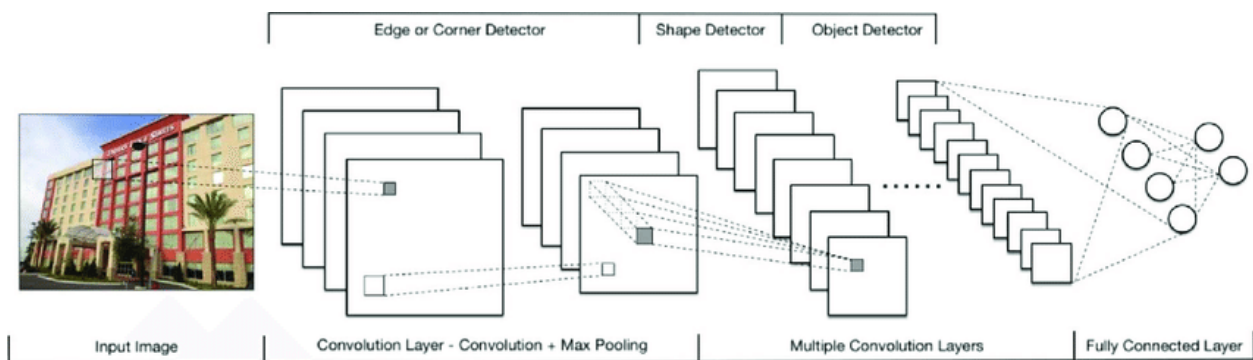 Edge or Corner Detector
Shape Detector
Object Detector
Input Image
Convolution Layer - Convolution + Max Pooling
Multiple Convolution Layers
Fully Connected Layer